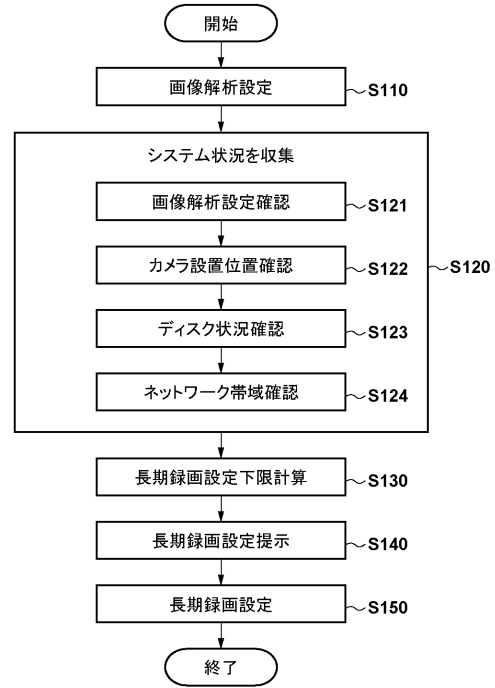 開始
画像解析設定 S110
システム状況を収集
画像解析設定確認 S121
カメラ設置位置確認 S122
S120
ディスク状況確認 S123
ネットワーク帯域確認 S124
長期録画設定下限計算 S130
長期録画設定提示 S140
長期録画設定 S150
終了